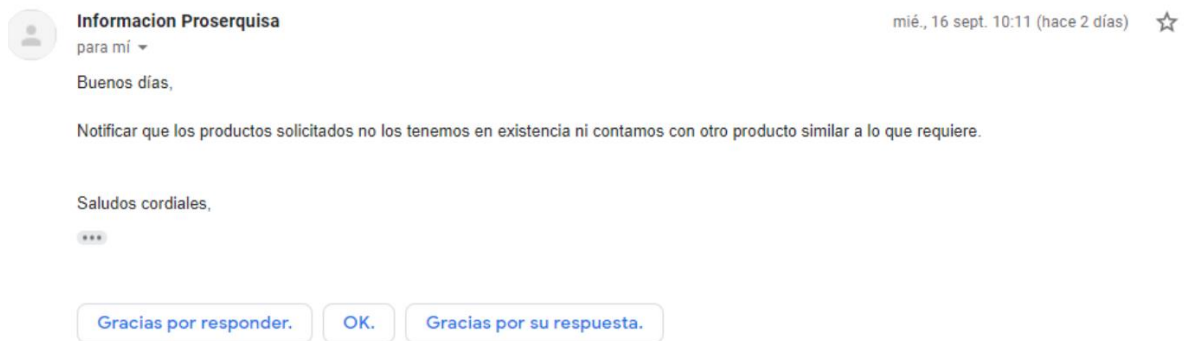 Informacion Proserquisa
mié., 16 sept. 10:11 (hace 2 días)
para mí
Buenos días,
Notificar que los productos solicitados no los tenemos en existencia ni contamos con otro producto similar a lo que requiere.
Saludos cordiales,
Gracias por responder.
OK.
Gracias por su respuesta.